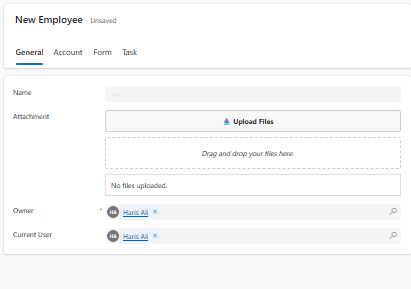 New Employee - Unsaved
General Account Form Task
Name ---
Attachment
Upload Files
Drag and drop your files here.
No files uploaded.
Owner * HA Haris Ali ×
Current User HA Haris Ali ×